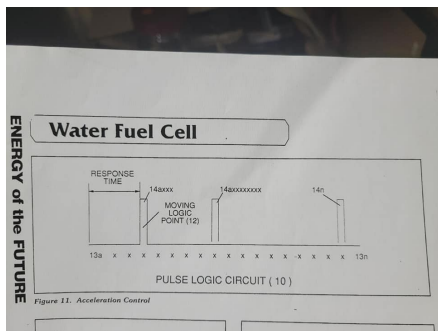 ENERGY of the FUTURE
Water Fuel Cell
RESPONSE
TIME
14axxx
14axxxxxxxx
14n
MOVING
LOGIC
POINT (12)
13a x x x x x x x x x x x x x -x x x x 13n
PULSE LOGIC CIRCUIT ( 10 )
Figure 11. Acceleration Control